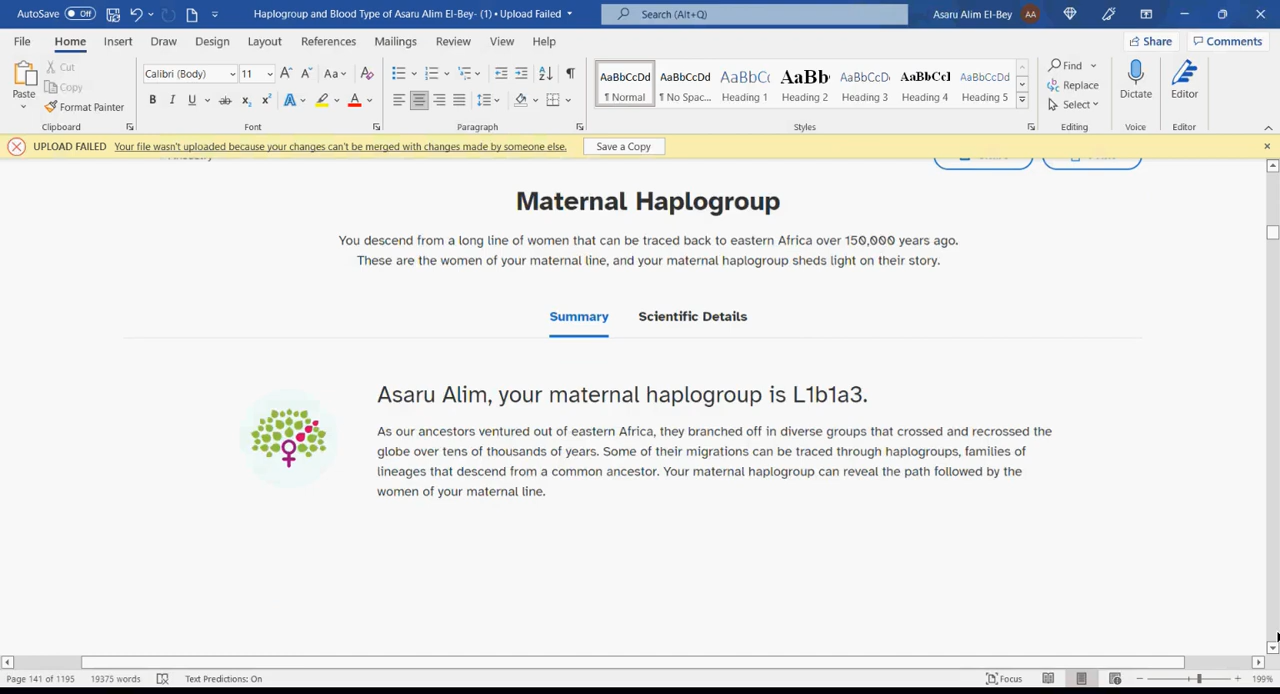 AutoSave Off Haplogroup and Blood Type of Asaru Alim El-Bey- (1) • Upload Failed Search (Alt+Q) Asaru Alim El-Bey AA
File Home Insert Draw Design Layout References Mailings Review View Help Share Comments
Paste Cut Copy Format Painter
Calibri (Body) 11 Aa
B I U ab x₂ x² A A
AaBbCcDd AaBbCcDd AaBbCc AaBb AaBbCcDd AaBbCcl AaBbCcDd
¶ Normal ¶ No Spac... Heading 1 Heading 2 Heading 3 Heading 4 Heading 5
Find Replace Select Dictate Editor
Clipboard Font Paragraph Styles Editing Voice Editor
UPLOAD FAILED Your file wasn't uploaded because your changes can't be merged with changes made by someone else. Save a Copy
Maternal Haplogroup
You descend from a long line of women that can be traced back to eastern Africa over 150,000 years ago.
These are the women of your maternal line, and your maternal haplogroup sheds light on their story.
Summary Scientific Details
Asaru Alim, your maternal haplogroup is L1b1a3.
As our ancestors ventured out of eastern Africa, they branched off in diverse groups that crossed and recrossed the
globe over tens of thousands of years. Some of their migrations can be traced through haplogroups, families of
lineages that descend from a common ancestor. Your maternal haplogroup can reveal the path followed by the
women of your maternal line.
Page 141 of 1195 19375 words Text Predictions: On Focus 199%